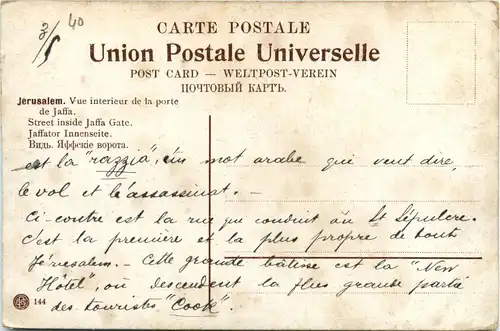 3/5
40
CARTE POSTALE
Union Postale Universelle
POST CARD — WELTPOST-VEREIN
ПОЧТОВЫЙ КАРТЪ.
Jerusalem. Vue interieur de la porte
de Jaffa.
Street inside Jaffa Gate.
Jaffator Innenseite.
Видь. Яффскіе ворота.
est la "razzia", un mot arabe qui veut dire,
le vol et l'assassinat. –
Ci-contre est la rue qui conduit au St Sépulcre.
C'est la première et la plus propre de tout
Jérusalem. – Cette grande bâtisse est la "New
Hôtel", où descendent la plus grande partie
des touristes "Cook".
144